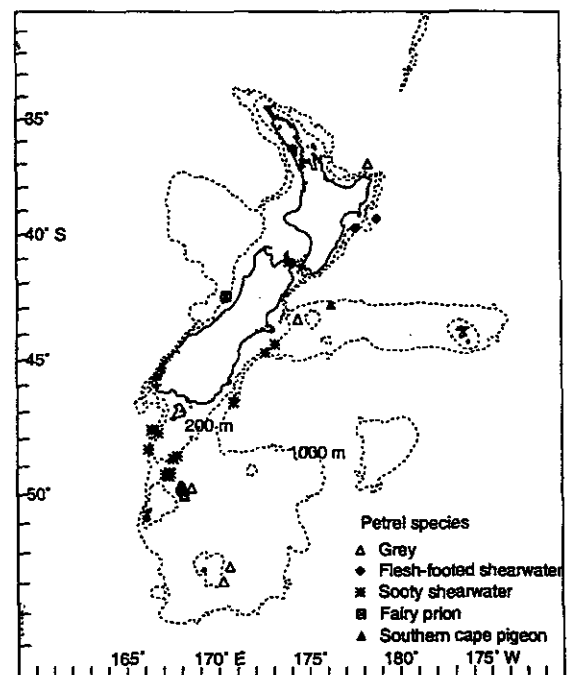 35°
40° S
45°
200 m
1000 m
50°
Petrel species
Grey
Flesh-footed shearwater
Sooty shearwater
Fairy prion
Southern cape pigeon
165° 170° E 175° 180° 175° W